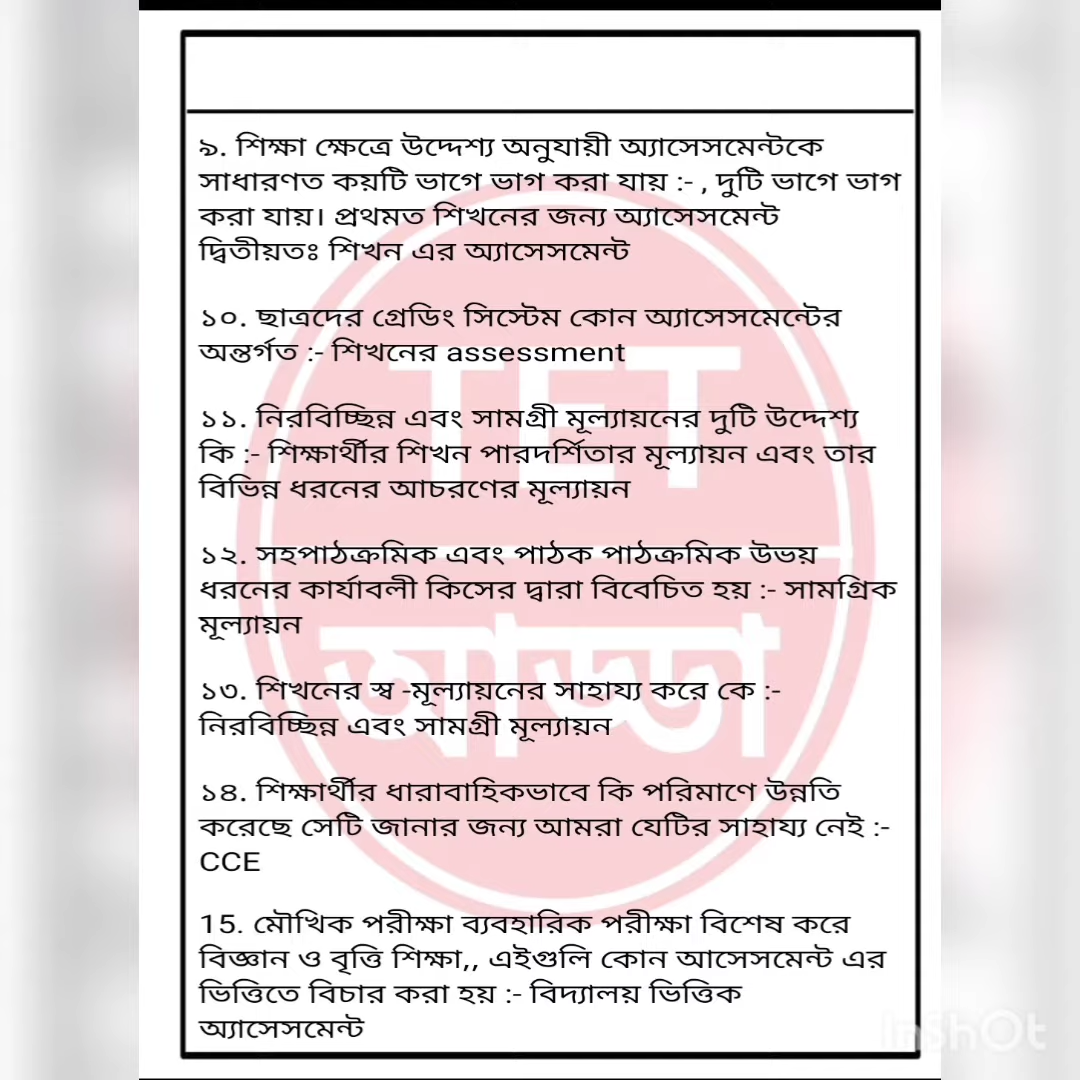 ৯. শিক্ষা ক্ষেত্রে উদ্দেশ্য অনুযায়ী অ্যাসেসমেন্টকে
সাধারণত কয়টি ভাগে ভাগ করা যায় :- , দুটি ভাগে ভাগ
করা যায়। প্রথমত শিখনের জন্য অ্যাসেসমেন্ট
দ্বিতীয়তঃ শিখন এর অ্যাসেসমেন্ট
১০. ছাত্রদের গ্রেডিং সিস্টেম কোন অ্যাসেসমেন্টের
অন্তর্গত :- শিখনের assessment
১১. নিরবিচ্ছিন্ন এবং সামগ্রী মূল্যায়নের দুটি উদ্দেশ্য
কি :- শিক্ষার্থীর শিখন পারদর্শিতার মূল্যায়ন এবং তার
বিভিন্ন ধরনের আচরণের মূল্যায়ন
১২. সহপাঠক্রমিক এবং পাঠক পাঠক্রমিক উভয়
ধরনের কার্যাবলী কিসের দ্বারা বিবেচিত হয় :- সামগ্রিক
মূল্যায়ন
১৩. শিখনের স্ব -মূল্যায়নের সাহায্য করে কে :-
নিরবিচ্ছিন্ন এবং সামগ্রী মূল্যায়ন
১৪. শিক্ষার্থীর ধারাবাহিকভাবে কি পরিমাণে উন্নতি
করেছে সেটি জানার জন্য আমরা যেটির সাহায্য নেই :-
CCE
15. মৌখিক পরীক্ষা ব্যবহারিক পরীক্ষা বিশেষ করে
বিজ্ঞান ও বৃত্তি শিক্ষা,, এইগুলি কোন আসেসমেন্ট এর
ভিত্তিতে বিচার করা হয় :- বিদ্যালয় ভিত্তিক
অ্যাসেসমেন্ট
TET
আড্ডা
InShOt